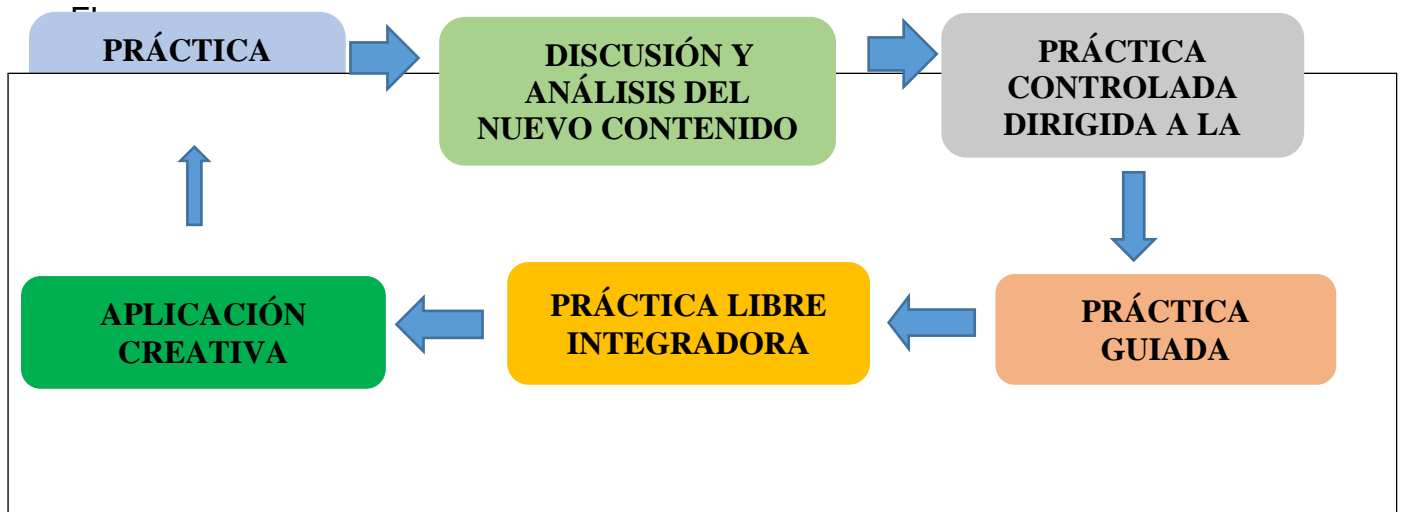 PRÁCTICA
DISCUSIÓN Y
ANÁLISIS DEL
NUEVO CONTENIDO
PRÁCTICA
CONTROLADA
DIRIGIDA A LA
APLICACIÓN
CREATIVA
PRÁCTICA LIBRE
INTEGRADORA
PRÁCTICA
GUIADA